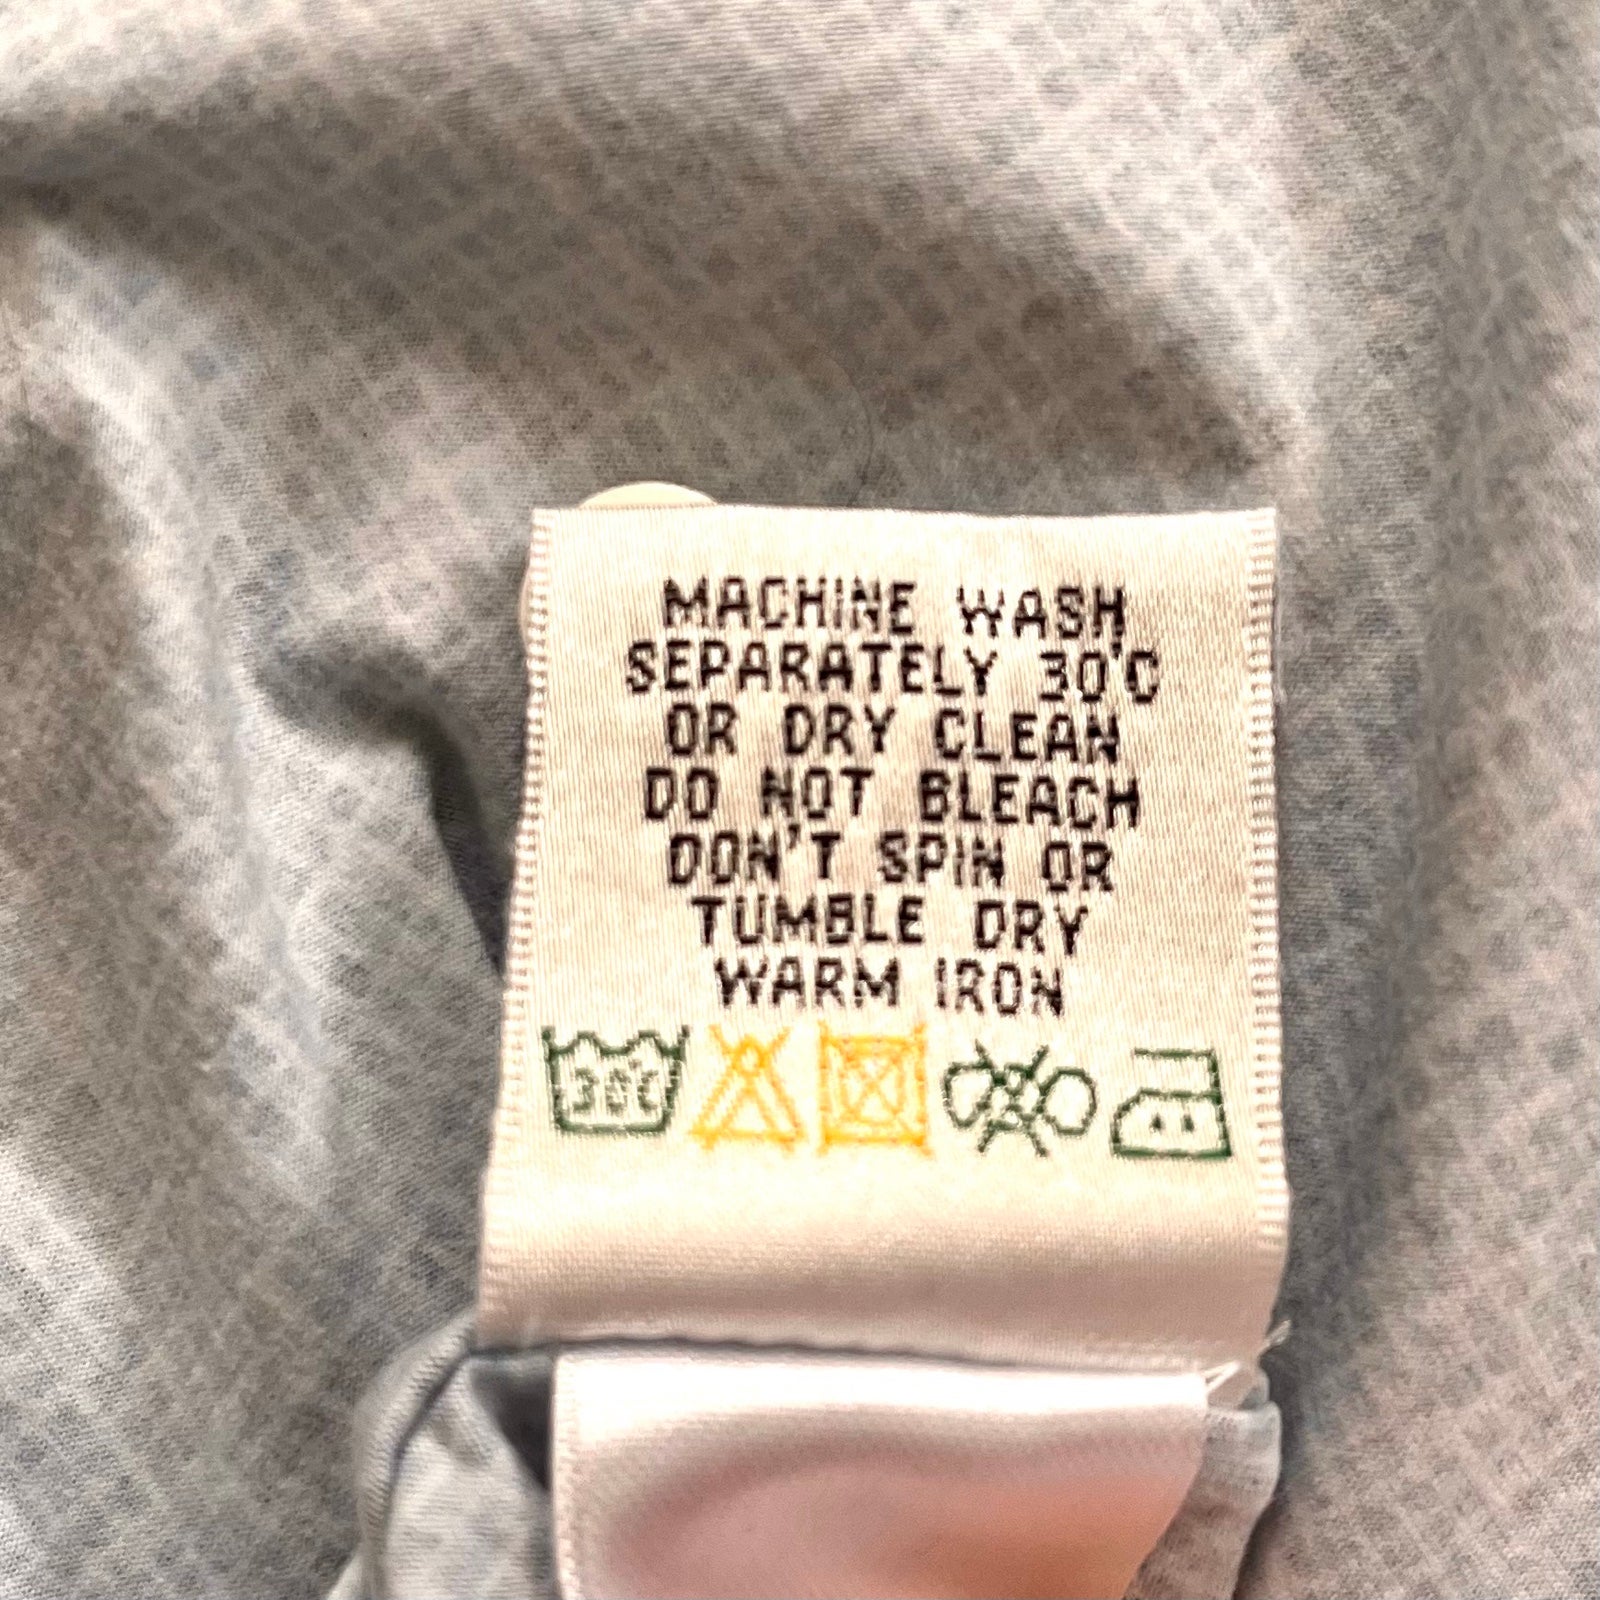 MACHINE WASH
SEPARATELY 30°C
OR DRY CLEAN
DO NOT BLEACH
DON'T SPIN OR
TUMBLE DRY
WARM IRON
30°C